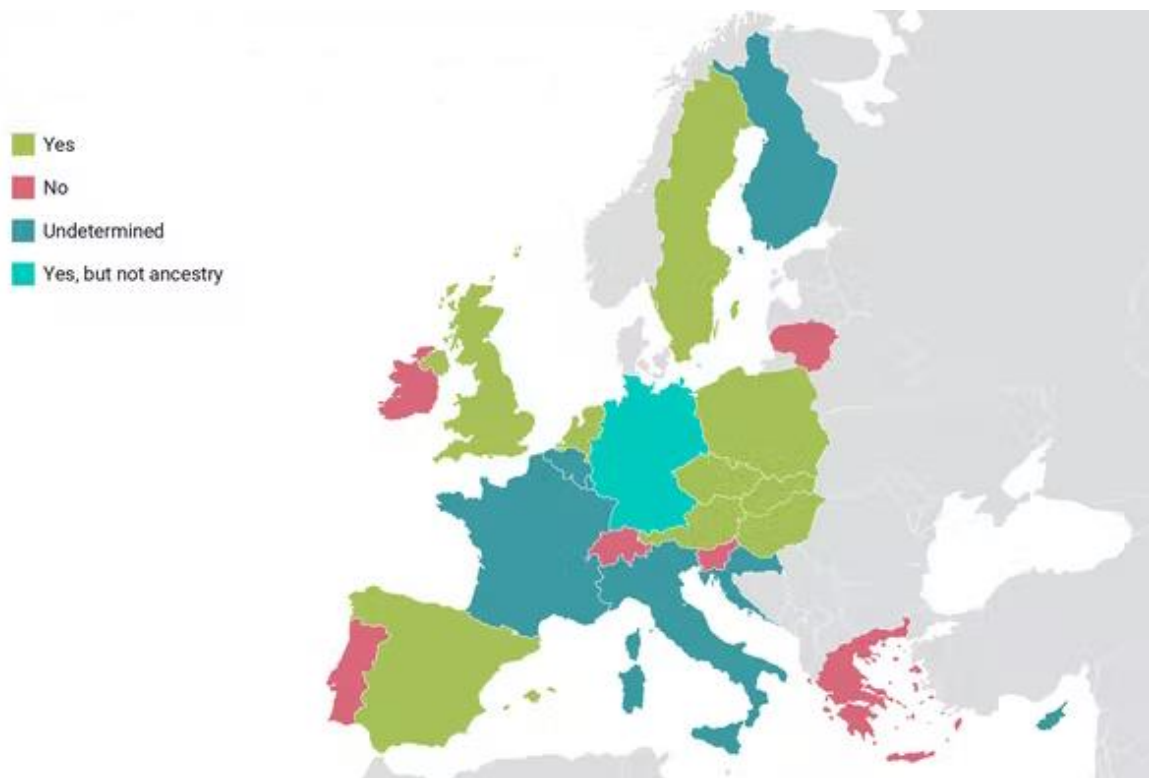 Yes
No
Undetermined
Yes, but not ancestry